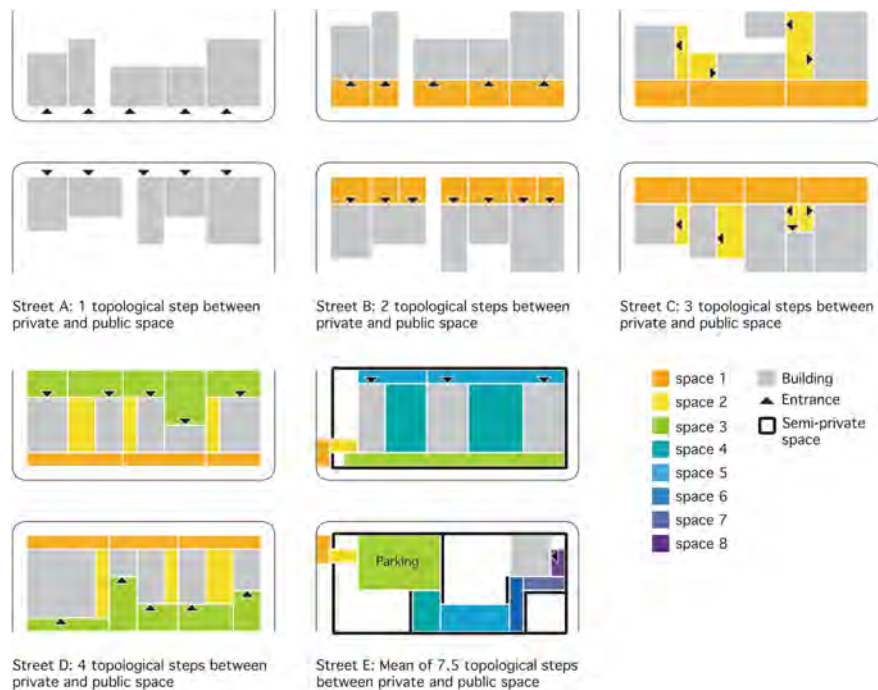 Street A: 1 topological step between
private and public space
Street B: 2 topological steps between
private and public space
Street C: 3 topological steps between
private and public space
space 1
space 2
space 3
space 4
space 5
space 6
space 7
space 8
Building
Entrance
Semi-private
space
Parking
Street D: 4 topological steps between
private and public space
Street E: Mean of 7.5 topological steps
between private and public space